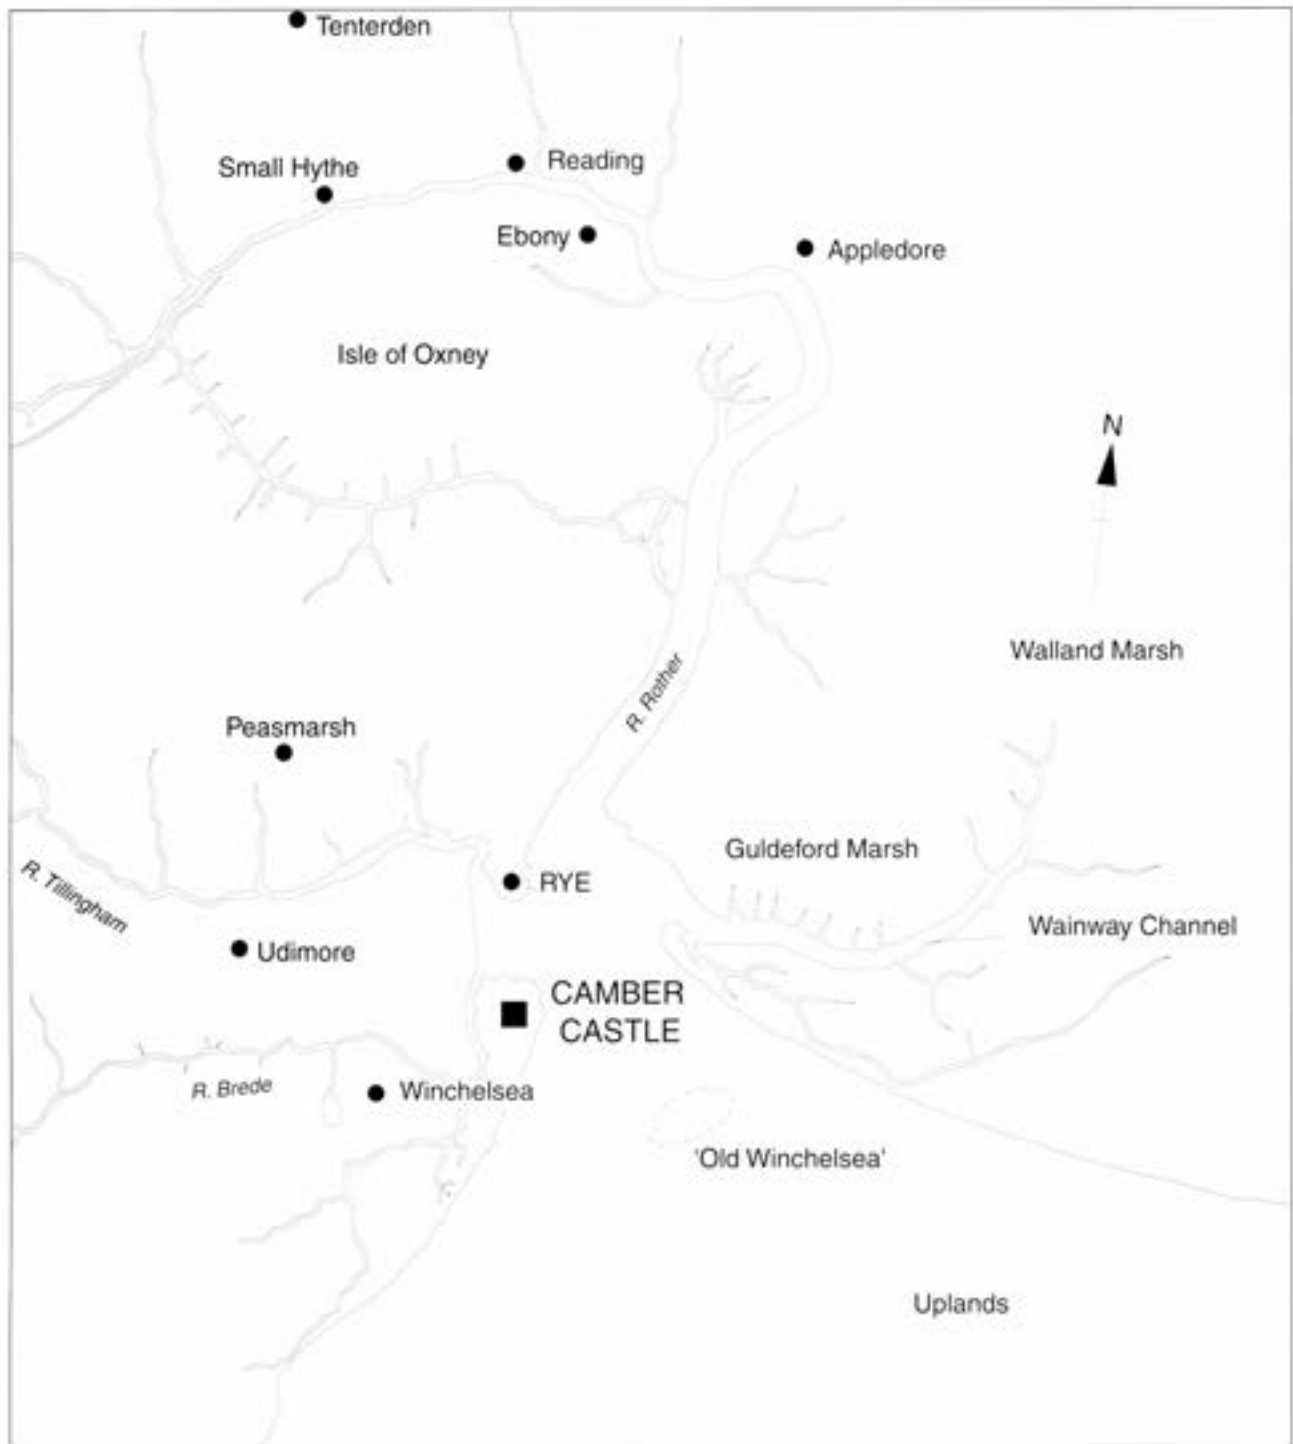 Tenterden
Small Hythe
Reading
Ebony
Appledore
Isle of Oxney
N
Walland Marsh
R. Rother
Peasmarsh
Guldeford Marsh
R. Tillingham
RYE
Udimore
Wainway Channel
CAMBER
CASTLE
R. Brede
Winchelsea
'Old Winchelsea'
Uplands